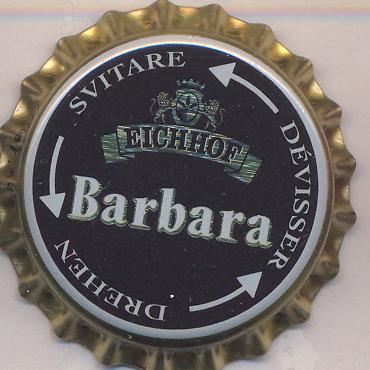 SVITARE
DÉVISSER
DREHEN
EICHHOF
Barbara